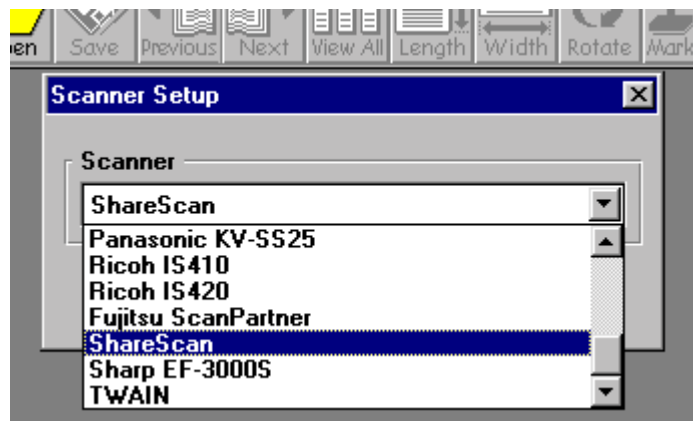 en Save Previous Next View All Length Width Rotate Mark
Scanner Setup
Scanner
ShareScan
Panasonic KV-SS25
Ricoh IS410
Ricoh IS420
Fujitsu ScanPartner
ShareScan
Sharp EF-3000S
TWAIN